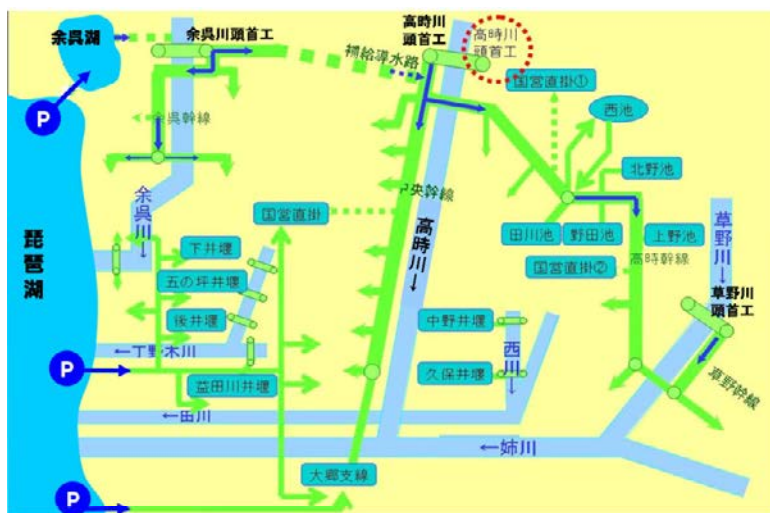 余呉湖
余呉川頭首工
高時川
頭首工
高時川
頭首工
補給導水路
国営直掛①
西池
P
余呉幹線
北野池
余呉川↓
国営直掛
中央幹線
高時川↓
田川池
野田池
上野池
草野川↓
琵琶湖
下井堰
国営直掛②
高時幹線
五の坪井堰
草野川
頭首工
後井堰
中野井堰
←丁野木川
西川↓
P
久保井堰
草野幹線
益田川井堰
←田川
←姉川
大郷支線
P